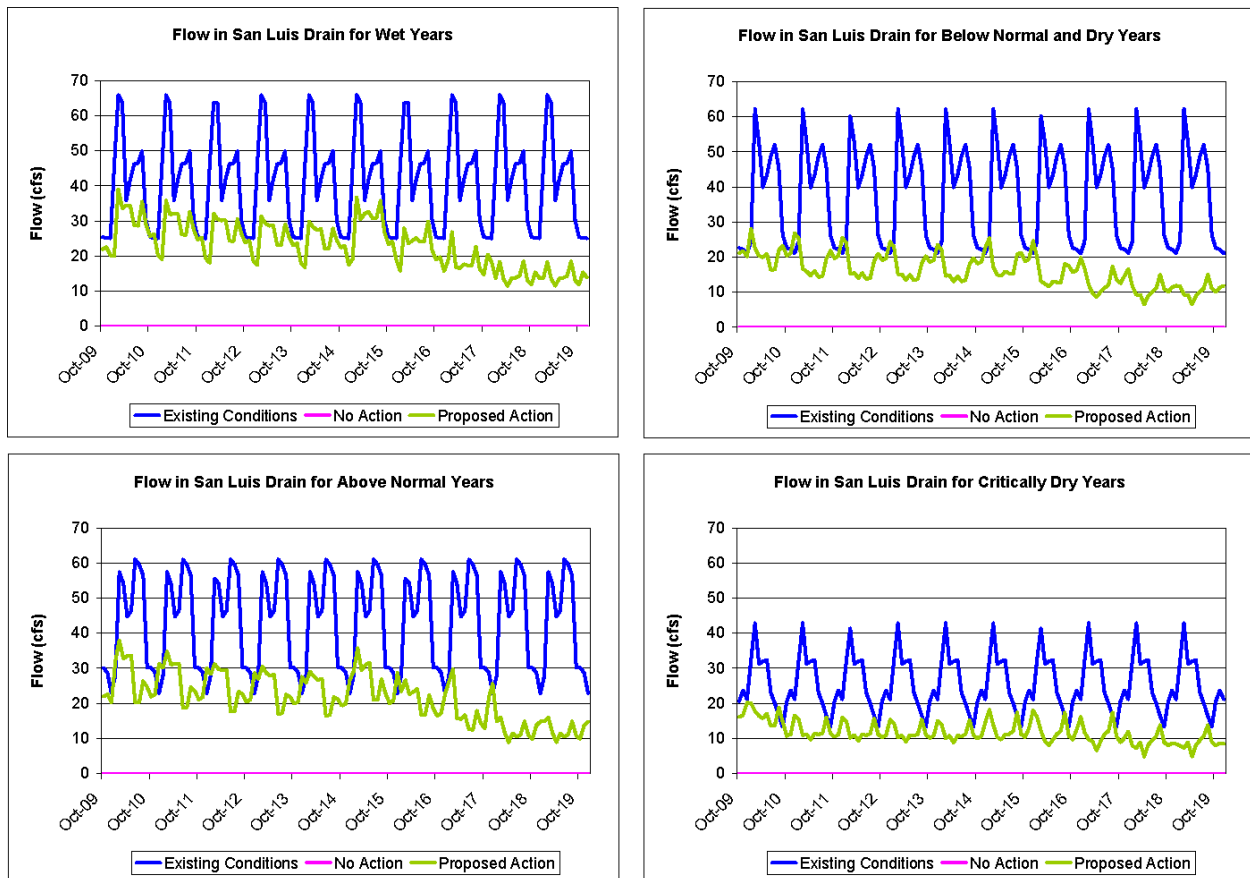 Flow in San Luis Drain for Wet Years
Flow (cfs)
70
60
50
40
30
20
10
0
Oct-09
Oct-10
Oct-11
Oct-12
Oct-13
Oct-14
Oct-15
Oct-16
Oct-17
Oct-18
Oct-19
Existing Conditions No Action Proposed Action
Flow in San Luis Drain for Below Normal and Dry Years
Flow (cfs)
70
60
50
40
30
20
10
0
Oct-09
Oct-10
Oct-11
Oct-12
Oct-13
Oct-14
Oct-15
Oct-16
Oct-17
Oct-18
Oct-19
Existing Conditions No Action Proposed Action
Flow in San Luis Drain for Above Normal Years
Flow (cfs)
70
60
50
40
30
20
10
0
Oct-09
Oct-10
Oct-11
Oct-12
Oct-13
Oct-14
Oct-15
Oct-16
Oct-17
Oct-18
Oct-19
Existing Conditions No Action Proposed Action
Flow in San Luis Drain for Critically Dry Years
Flow (cfs)
70
60
50
40
30
20
10
0
Oct-09
Oct-10
Oct-11
Oct-12
Oct-13
Oct-14
Oct-15
Oct-16
Oct-17
Oct-18
Oct-19
Existing Conditions No Action Proposed Action